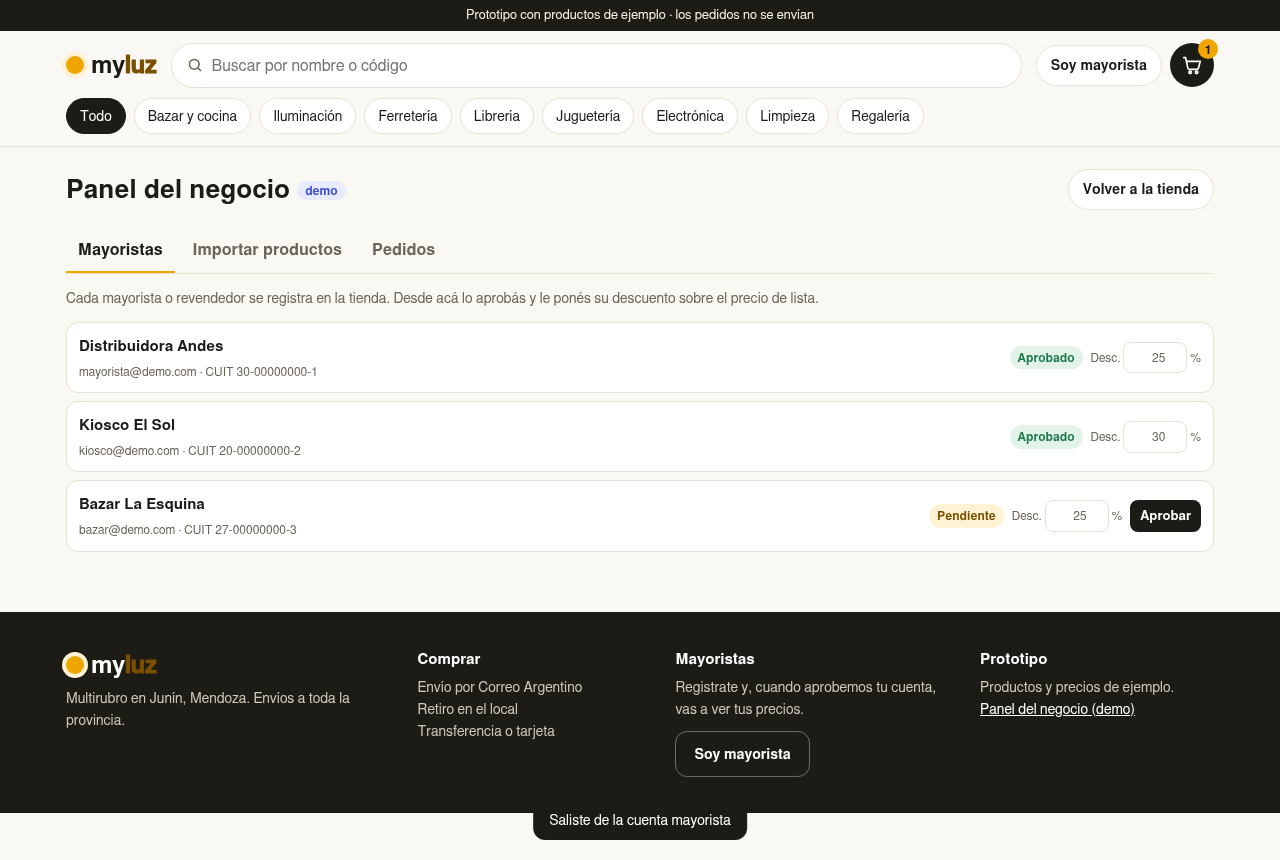 Prototipo con productos de ejemplo · los pedidos no se envían
myluz
Buscar por nombre o código
Soy mayorista
1
Todo
Bazar y cocina
Iluminación
Ferretería
Librería
Juguetería
Electrónica
Limpieza
Regalería
Panel del negocio demo
Volver a la tienda
Mayoristas
Importar productos
Pedidos
Cada mayorista o revendedor se registra en la tienda. Desde acá lo aprobás y le ponés su descuento sobre el precio de lista.
Distribuidora Andes
mayorista@demo.com · CUIT 30-00000000-1
Aprobado Desc. 25 %
Kiosco El Sol
kiosco@demo.com · CUIT 20-00000000-2
Aprobado Desc. 30 %
Bazar La Esquina
bazar@demo.com · CUIT 27-00000000-3
Pendiente Desc. 25 % Aprobar
myluz
Multirubro en Junín, Mendoza. Envíos a toda la
provincia.
Comprar
Envío por Correo Argentino
Retiro en el local
Transferencia o tarjeta
Mayoristas
Registrate y, cuando aprobemos tu cuenta,
vas a ver tus precios.
Soy mayorista
Prototipo
Productos y precios de ejemplo.
Panel del negocio (demo)
Saliste de la cuenta mayorista